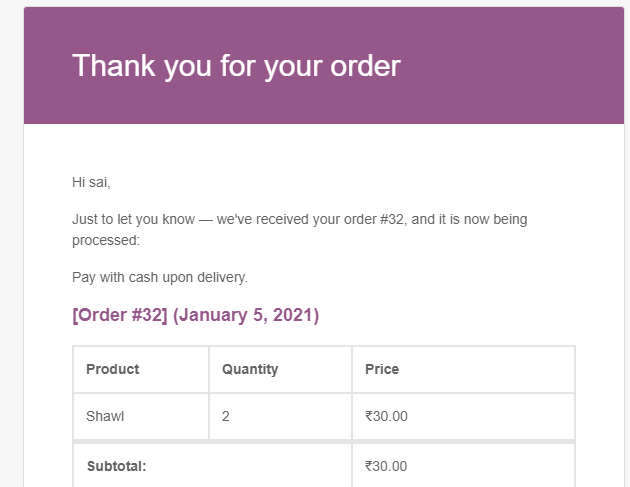 Thank you for your order
Hi sai,
Just to let you know — we've received your order #32, and it is now being
processed:
Pay with cash upon delivery.
[Order #32] (January 5, 2021)
Product Quantity Price
Shawl 2 ₹30.00
Subtotal: ₹30.00